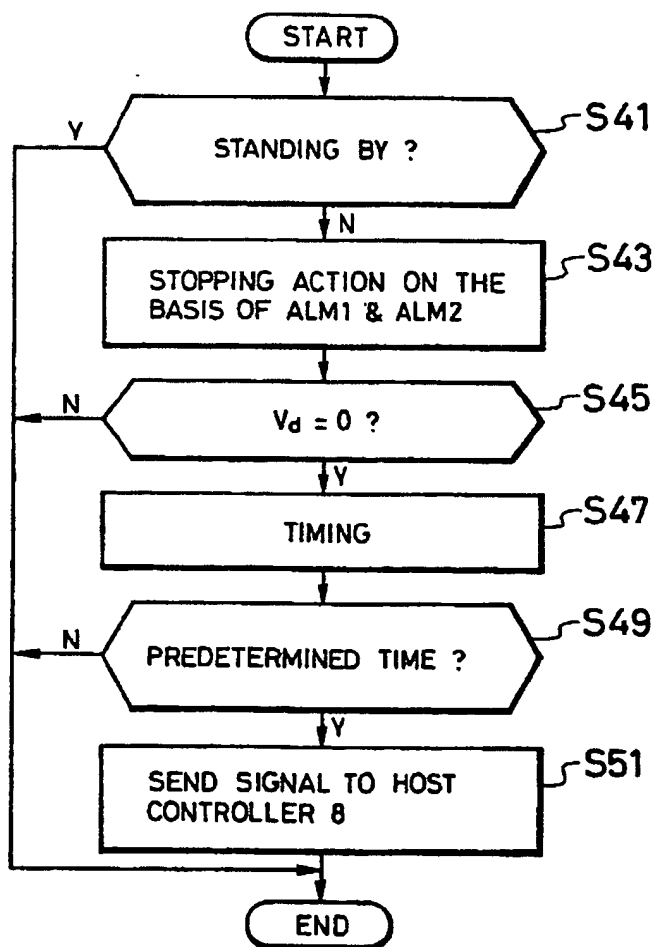 START
S41
Y
STANDING BY ?
N
S43
STOPPING ACTION ON THE
BASIS OF ALM1 & ALM2
S45
N
Vd = 0 ?
Y
S47
TIMING
S49
N
PREDETERMINED TIME ?
Y
S51
SEND SIGNAL TO HOST
CONTROLLER 8
END